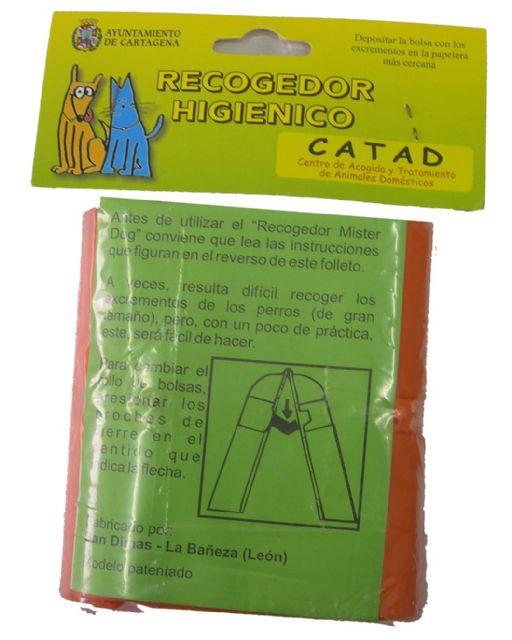 AYUNTAMIENTO
DE CARTAGENA
Depositar la bolsa con los
excrementos en la papelera
más cercana
RECOGEDOR
HIGIENICO
CATAD
Centro de Acogida y Tratamiento
de Animales Domésticos
Antes de utilizar el "Recogedor Mister
Dog" conviene que lea las instrucciones
que figuran en el reverso de este folleto.
A veces, resulta difícil recoger los
excrementos de los perros (de gran
tamaño), pero, con un poco de práctica,
este, será fácil de hacer.
Para cambiar el
rollo de bolsas,
presionar los
broches de
cierre en el
sentido que
indica la flecha.
Fabricado por:
San Dimas - La Bañeza (León)
Modelo patentado